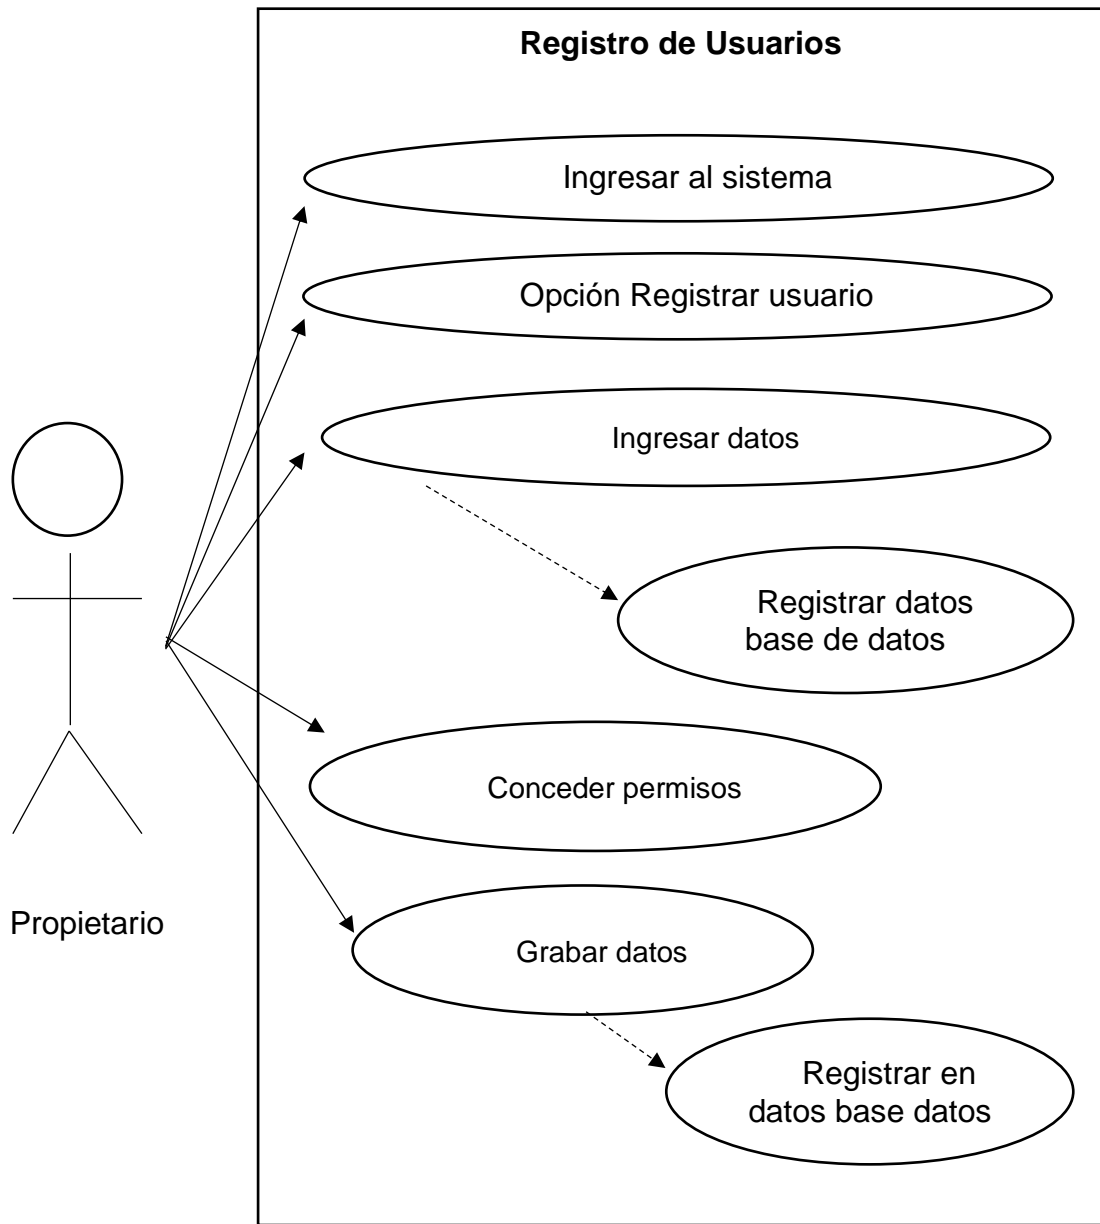 Registro de Usuarios
Ingresar al sistema
Opción Registrar usuario
Ingresar datos
Registrar datos
base de datos
Conceder permisos
Propietario
Grabar datos
Registrar en
datos base datos